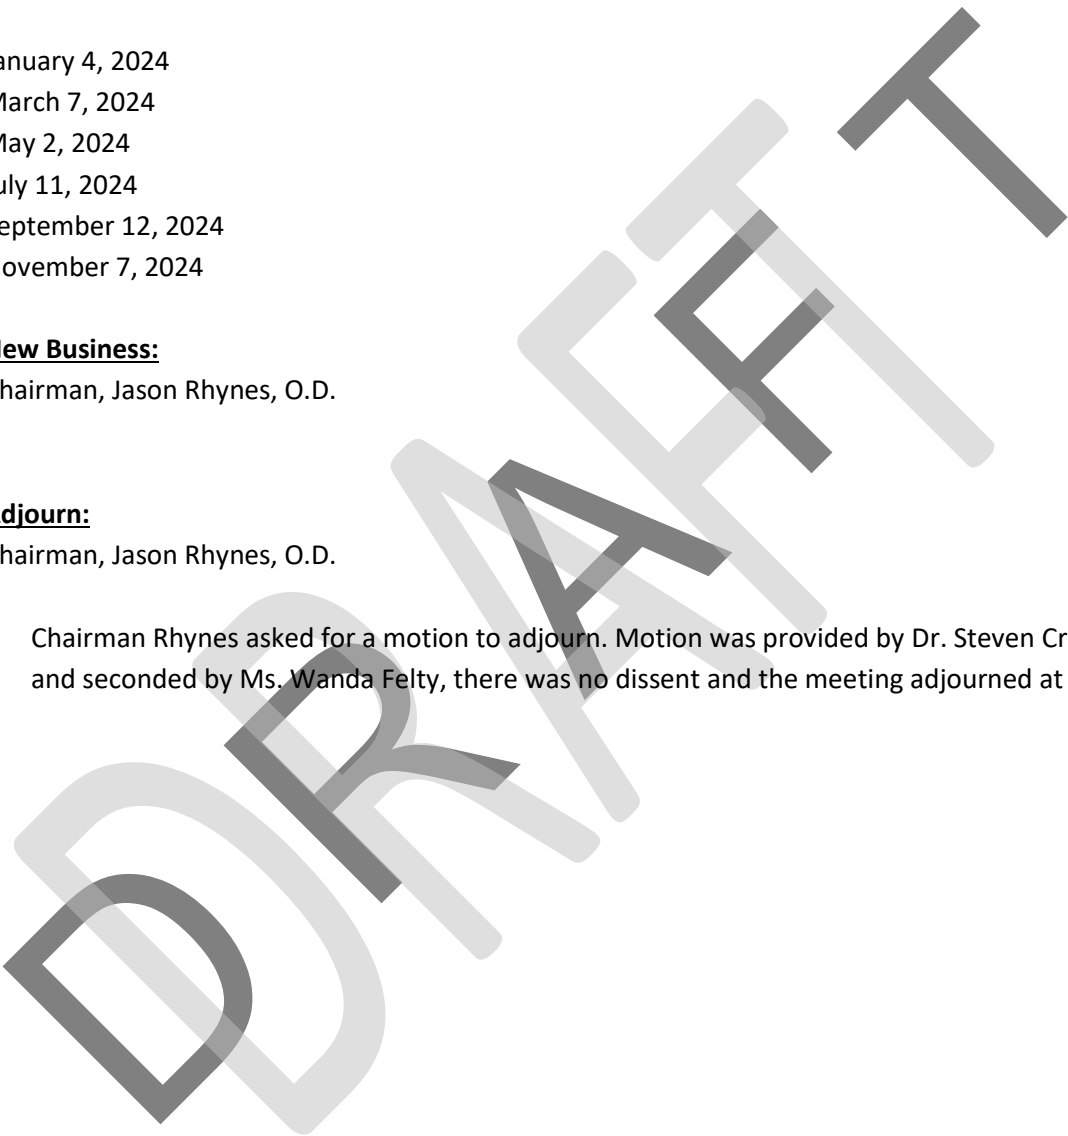 anuary 4, 2024
March 7, 2024
May 2, 2024
uly 11, 2024
eptember 12, 2024
ovember 7, 2024
New Business:
hairman, Jason Rhynes, O.D.
djourn:
hairman, Jason Rhynes, O.D.
Chairman Rhynes asked for a motion to adjourn. Motion was provided by Dr. Steven Cr
and seconded by Ms. Wanda Felty, there was no dissent and the meeting adjourned at
DRAFT
DRAFT